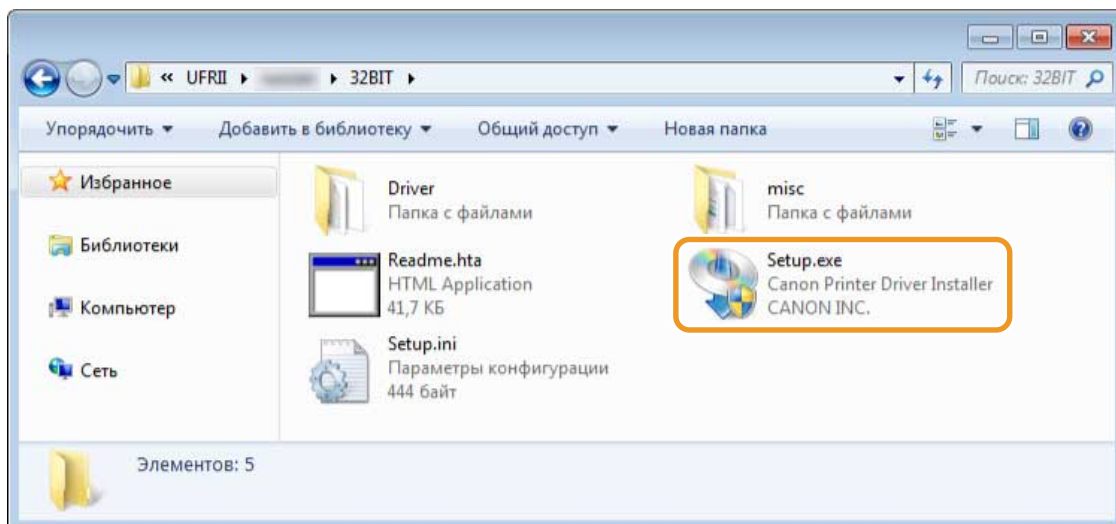 « UFRII ▸ ▸ 32BIT ▸
Поиск: 32BIT
Упорядочить ▾ Добавить в библиотеку ▾ Общий доступ ▾ Новая папка
Избранное
Библиотеки
Компьютер
Сеть
Driver
Папка с файлами
misc
Папка с файлами
Readme.hta
HTML Application
41,7 КБ
Setup.exe
Canon Printer Driver Installer
CANON INC.
Setup.ini
Параметры конфигурации
444 байт
Элементов: 5